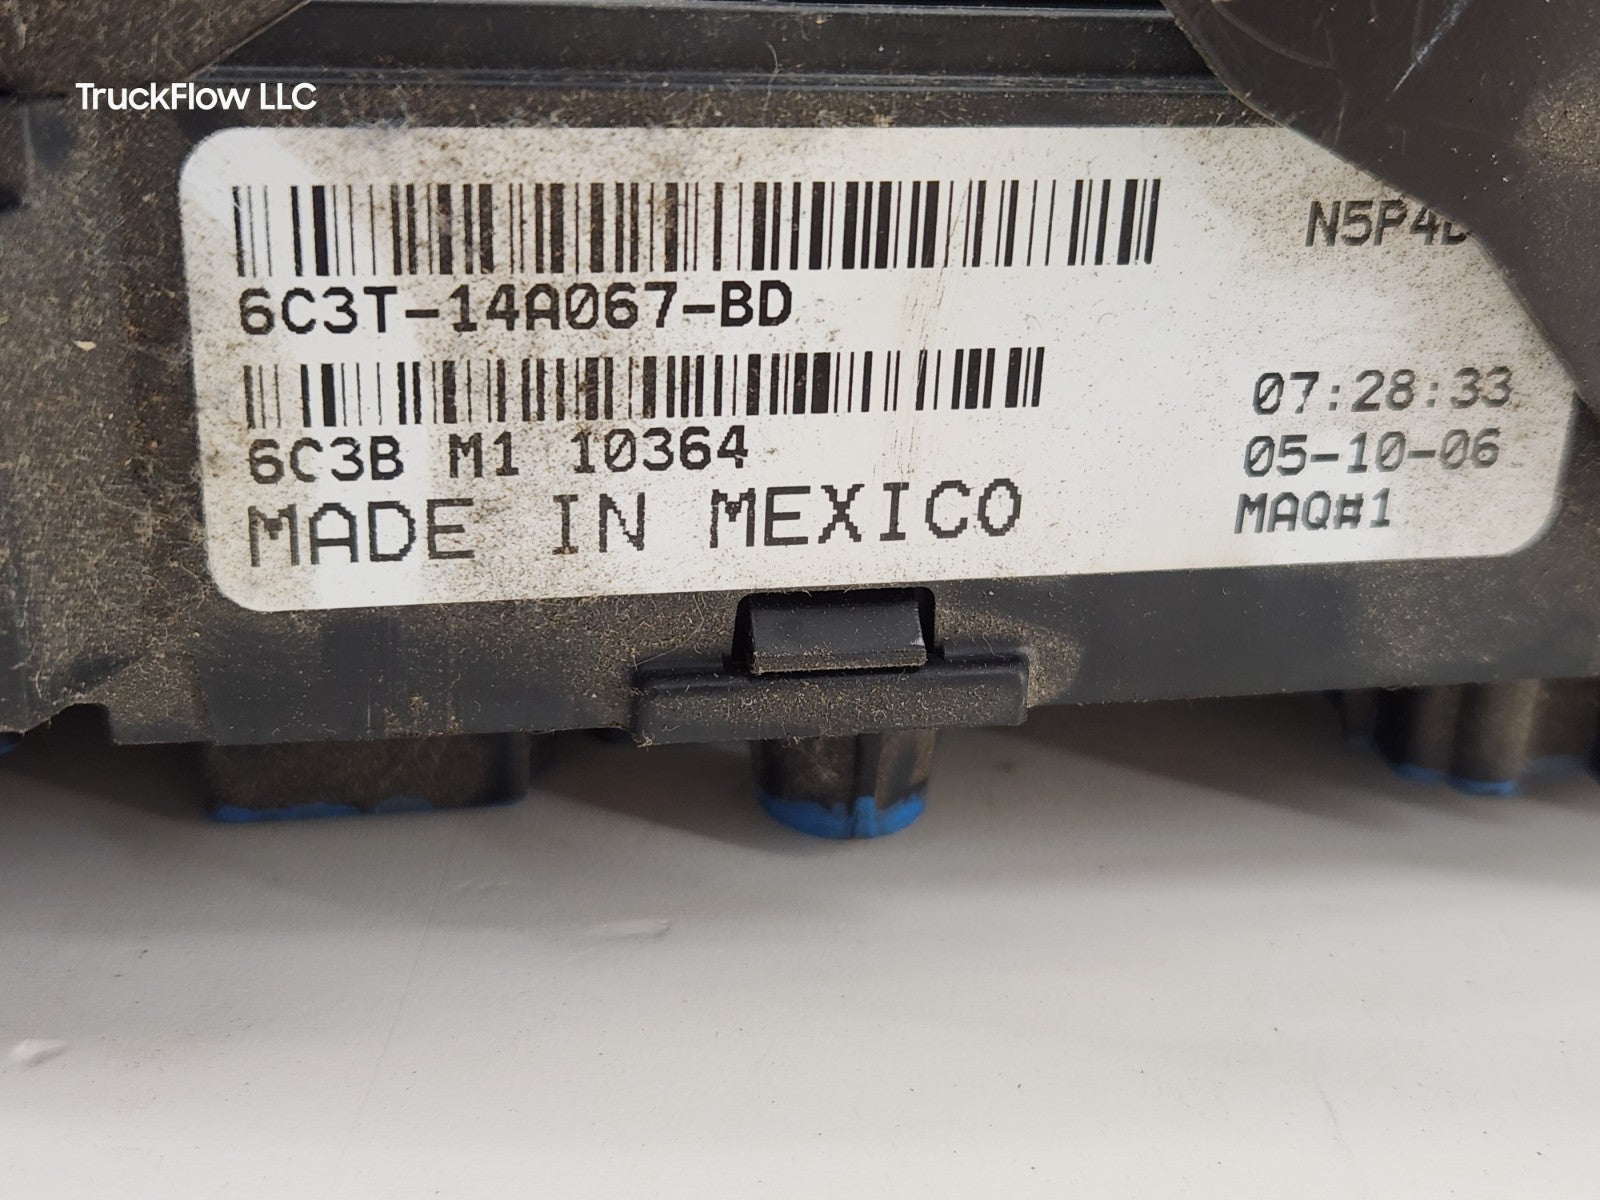 TruckFlow LLC
6C3T-14A067-BD
6C3B M1 10364
MADE IN MEXICO
07:28:33
05-10-06
MAQ#1